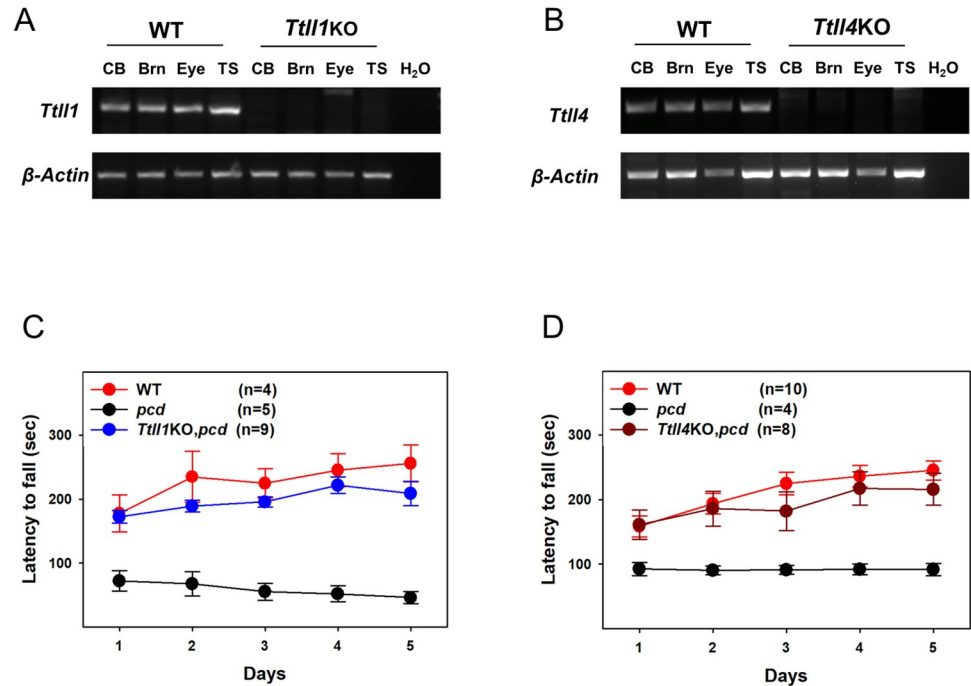 A
WT Ttll1KO
CB Brn Eye TS CB Brn Eye TS H₂O
Ttll1
β-Actin
B
WT Ttll4KO
CB Brn Eye TS CB Brn Eye TS H₂O
Ttll4
β-Actin
C
WT (n=4)
pcd (n=5)
Ttll1KO,pcd (n=9)
Latency to fall (sec)
300
200
100
1 2 3 4 5
Days
D
WT (n=10)
pcd (n=4)
Ttll4KO,pcd (n=8)
Latency to fall (sec)
300
200
100
1 2 3 4 5
Days